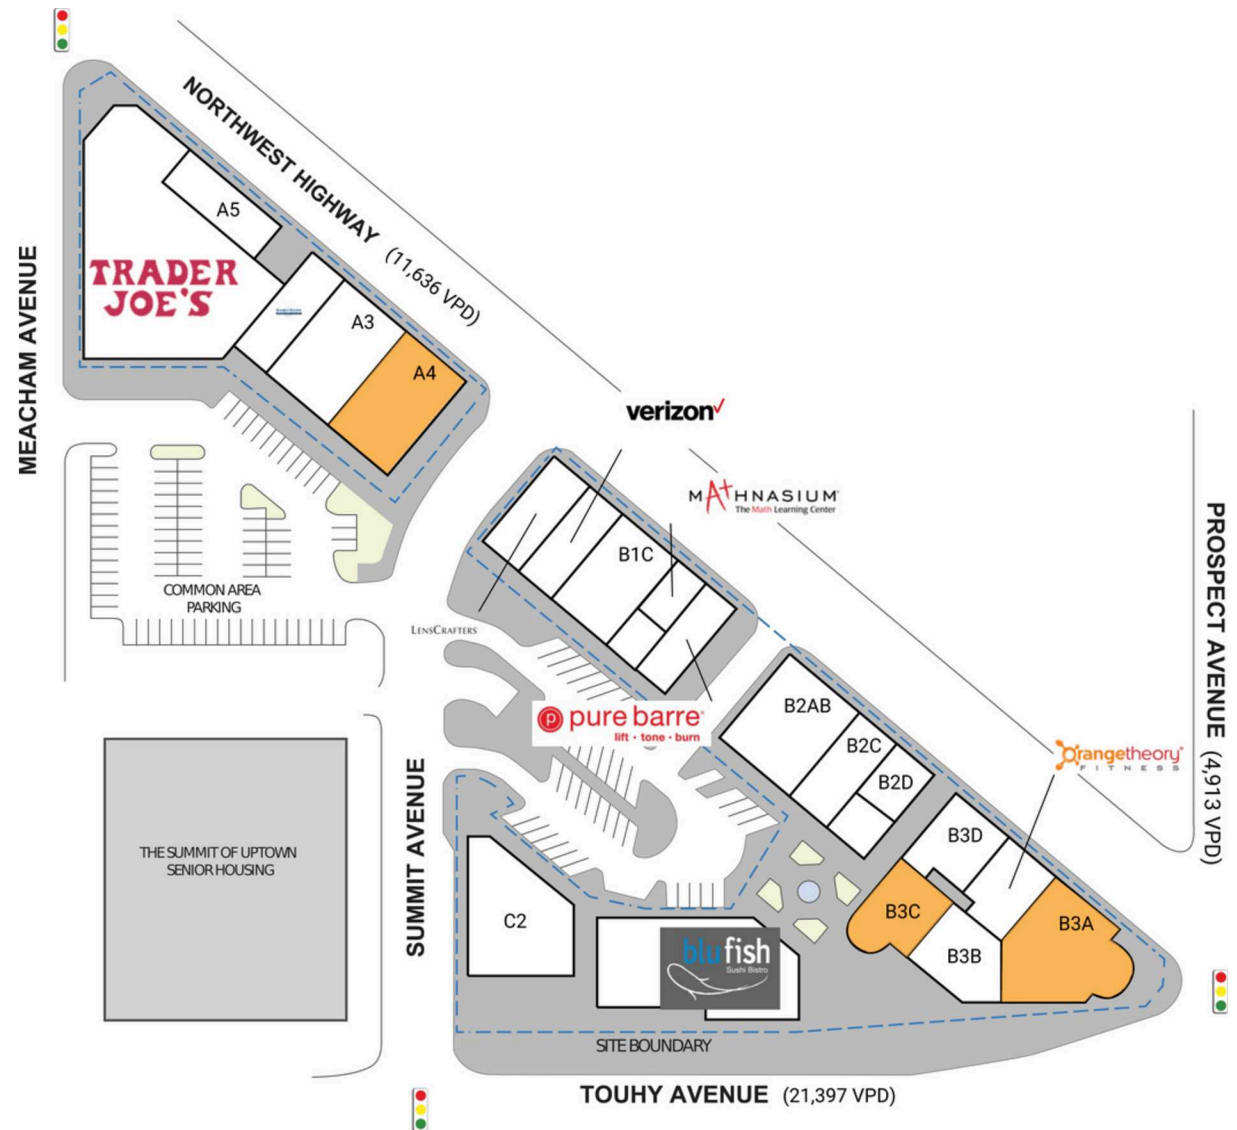 NORTHWEST HIGHWAY (11,636 VPD)
MEACHAM AVENUE
A5
TRADER
JOE'S
A3
A4
verizon
MATHNASIUM
The Math Learning Center
B1C
COMMON AREA
PARKING
LENSCRAFTERS
PROSPECT AVENUE (4,913 VPD)
p pure barre
lift • tone • burn
B2AB
B2C
B2D
orangetheory
FITNESS
SUMMIT AVENUE
THE SUMMIT OF UPTOWN
SENIOR HOUSING
B3D
C2
B3C
B3A
blufish
Sushi Bistro
B3B
SITE BOUNDARY
TOUHY AVENUE (21,397 VPD)